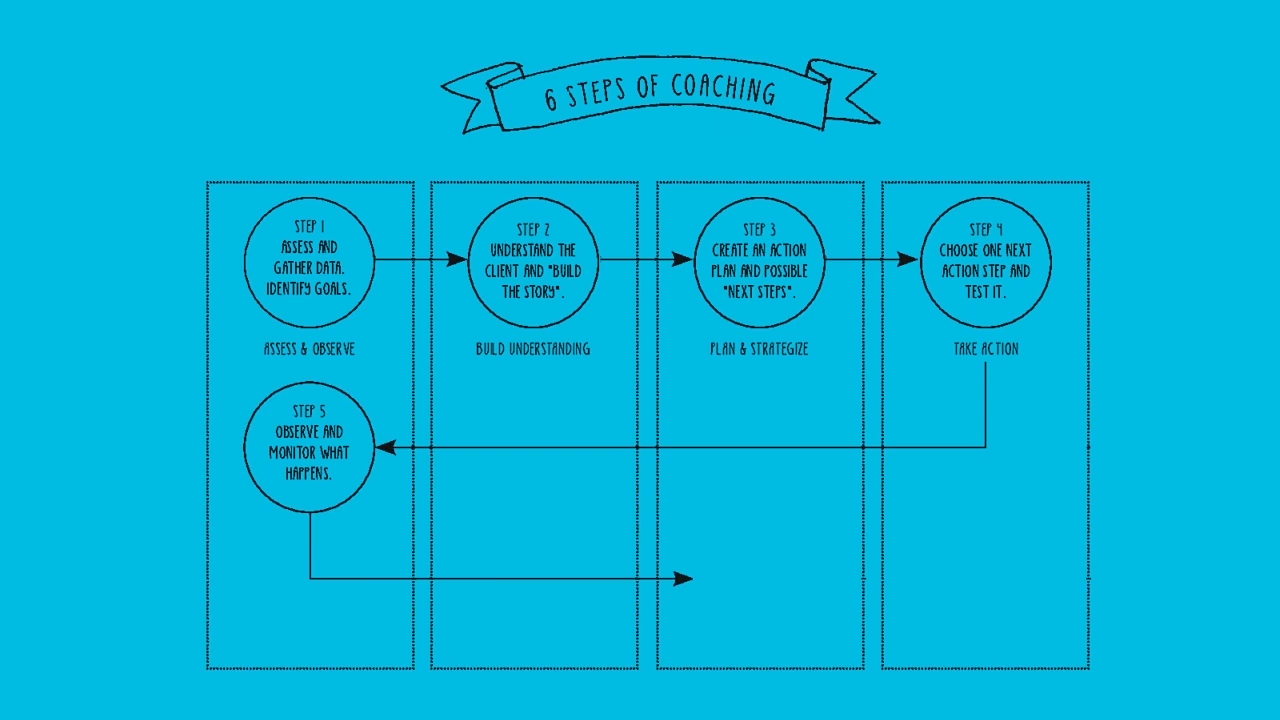 6 STEPS OF COACHING
STEP 1
ASSESS AND
GATHER DATA.
IDENTIFY GOALS.
ASSESS & OBSERVE
STEP 2
UNDERSTAND THE
CLIENT AND "BUILD
THE STORY".
BUILD UNDERSTANDING
STEP 3
CREATE AN ACTION
PLAN AND POSSIBLE
"NEXT STEPS".
PLAN & STRATEGIZE
STEP 4
CHOOSE ONE NEXT
ACTION STEP AND
TEST IT.
TAKE ACTION
STEP 5
OBSERVE AND
MONITOR WHAT
HAPPENS.